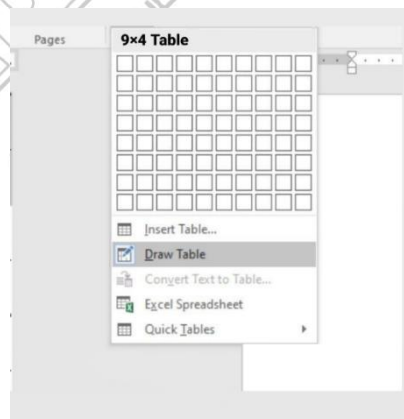 Pages
9×4 Table
Insert Table...
Draw Table
Convert Text to Table...
Excel Spreadsheet
Quick Tables